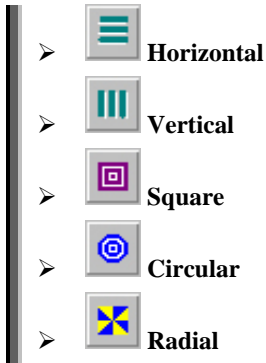 ➢ Horizontal
➢ Vertical
➢ Square
➢ Circular
➢ Radial